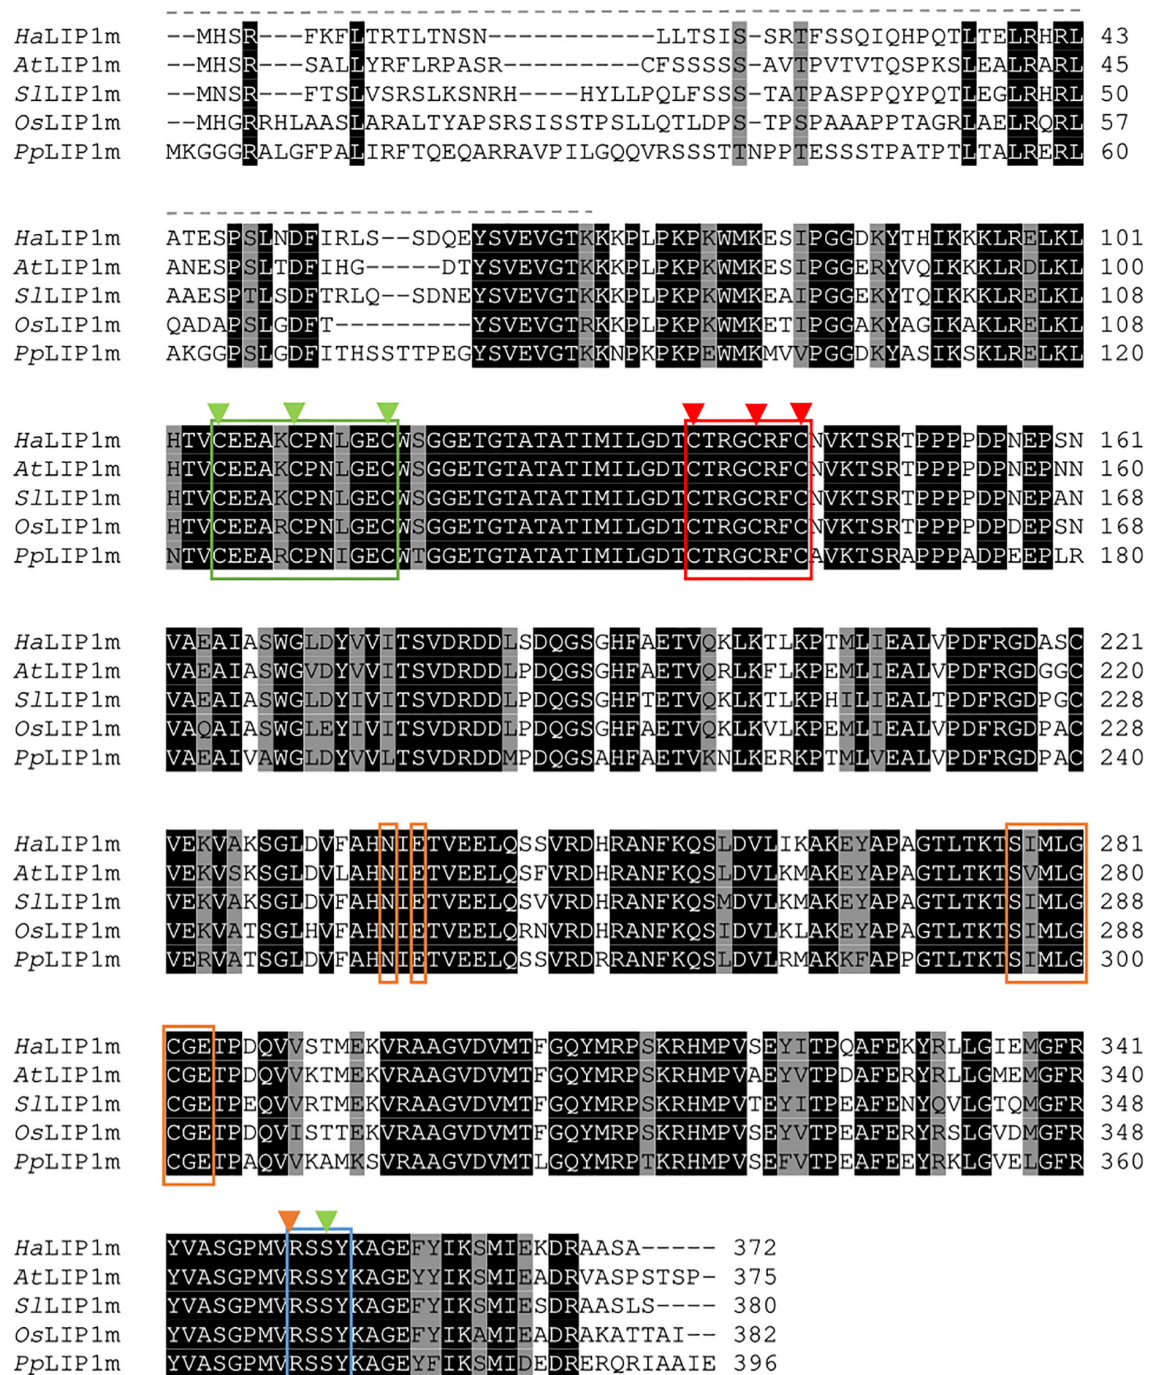 HaLIP1m --MHSR---FKFLTRTLTNSN-----------LLTSIS-SRTFSSQIQHPQTLTELRHRL 43
AtLIP1m --MHSR---SALLYRFLRPASR---------CFSSSSS-AVTPVTVTQSPKSLEALRARL 45
SlLIP1m --MNSR---FTSLVSRSLKSNRH----HYLLPQLFSSS-TATPASPPQYPQTLEGLRHRL 50
OsLIP1m --MHGRRHLAASLARALTYAPSRSISSTPSLLQTLDPS-TPSPAAAPPTAGRLAELRQRL 57
PpLIP1m MKGGGRALGFPALIRFTQEQARRAVPILGQQVRSSSTTNPPTESSSTPATPTLTALRERL 60
HaLIP1m ATESPSLNDFIRLS--SDQEYSVEVGTKKKPLPKPKWMKESIPGGDKYTHIKKKLRELKL 101
AtLIP1m ANESPSLTDFIHG-----DTYSVEVGTKKKPLPKPKWMKESIPGGERYVQIKKKLRDLKL 100
SlLIP1m AAESPTLSDFTRLQ--SDNEYSVEVGTKKKPLPKPKWMKEAIPGGEKYTQIKKKLRELKL 108
OsLIP1m QADAPSLGDFT---------YSVEVGTRKKPLPKPKWMKETIPGGAKYAGIKAKLRELKL 108
PpLIP1m AKGGPSLGDFITHSSTTPEGYSVEVGTKKNPKPKPEWMKMVVPGGDKYASIKSKLRELKL 120
HaLIP1m HTVCEEAKCPNLGECWSGGETGTATATIMILGDTCTRGCRFCNVKTSRTPPPPDPNEPSN 161
AtLIP1m HTVCEEAKCPNLGECWSGGETGTATATIMILGDTCTRGCRFCNVKTSRTPPPPDPNEPNN 160
SlLIP1m HTVCEEAKCPNLGECWSGGETGTATATIMILGDTCTRGCRFCNVKTSRTPPPPDPNEPAN 168
OsLIP1m HTVCEEARCPNLGECWSGGETGTATATIMILGDTCTRGCRFCNVKTSRTPPPPDPDEPSN 168
PpLIP1m NTVCEEARCPNIGECWTGGETGTATATIMILGDTCTRGCRFCAVKTSRAPPPADPEEPLR 180
HaLIP1m VAEAIASWGLDYVVITSVDRDDLSDQGSGHFAETVQKLKTLKPTMLIEALVPDFRGDASC 221
AtLIP1m VAEAIASWGVDYVVITSVDRDDLPDQGSGHFAETVQRLKFLKPEMLIEALVPDFRGDGGC 220
SlLIP1m VAEAIASWGLDYIVITSVDRDDLPDQGSGHFTETVQKLKTLKPHILIEALTPDFRGDPGC 228
OsLIP1m VAQAIASWGLEYIVITSVDRDDLPDQGSGHFAETVQKLKVLKPEMLIEALVPDFRGDPAC 228
PpLIP1m VAEAIVAWGLDYVVLTSVDRDDMPDQGSAHFAETVKNLKERKPTMLVEALVPDFRGDPAC 240
HaLIP1m VEKVAKSGLDVFAHNIETVEELQSSVRDHRANFKQSLDVLIKAKEYAPAGTLTKTSIMLG 281
AtLIP1m VEKVSKSGLDVLAHNIETVEELQSFVRDHRANFKQSLDVLKMAKEYAPAGTLTKTSVMLG 280
SlLIP1m VEKVAKSGLDVFAHNIETVEELQSVVRDHRANFKQSMDVLKMAKEYAPAGTLTKTSIMLG 288
OsLIP1m VEKVATSGLHVFAHNIETVEELQRNVRDHRANFKQSIDVLKLAKEYAPAGTLTKTSIMLG 288
PpLIP1m VERVATSGLDVFAHNIETVEELQSSVRDRRANFKQSLDVLRMAKKFAPPGTLTKTSIMLG 300
HaLIP1m CGETPDQVVSTMEKVRAAGVDVMTFGQYMRPSKRHMPVSEYITPQAFEKYRLLGIEMGFR 341
AtLIP1m CGETPDQVVKTMEKVRAAGVDVMTFGQYMRPSKRHMPVAEYVTPDAFERYRLLGMEMGFR 340
SlLIP1m CGETPEQVVRTMEKVRAAGVDVMTFGQYMRPSKRHMPVTEYITPEAFENYQVLGTQMGFR 348
OsLIP1m CGETPDQVISTTEKVRAAGVDVMTFGQYMRPSKRHMPVSEYVTPEAFERYRSLGVDMGFR 348
PpLIP1m CGETPAQVVKAMKSVRAAGVDVMTLGQYMRPTKRHMPVSEFVTPEAFEEYRKLGVELGFR 360
HaLIP1m YVASGPMVRSSYKAGEFYIKSMIEKDRAASA----- 372
AtLIP1m YVASGPMVRSSYKAGEYYIKSMIEADRVASPSTSP- 375
SlLIP1m YVASGPMVRSSYKAGEFYIKSMIESDRAASLS---- 380
OsLIP1m YVASGPMVRSSYKAGEFYIKAMIEADRAKATTAI-- 382
PpLIP1m YVASGPMVRSSYKAGEYFIKSMIDEDRERQRIAAIE 396